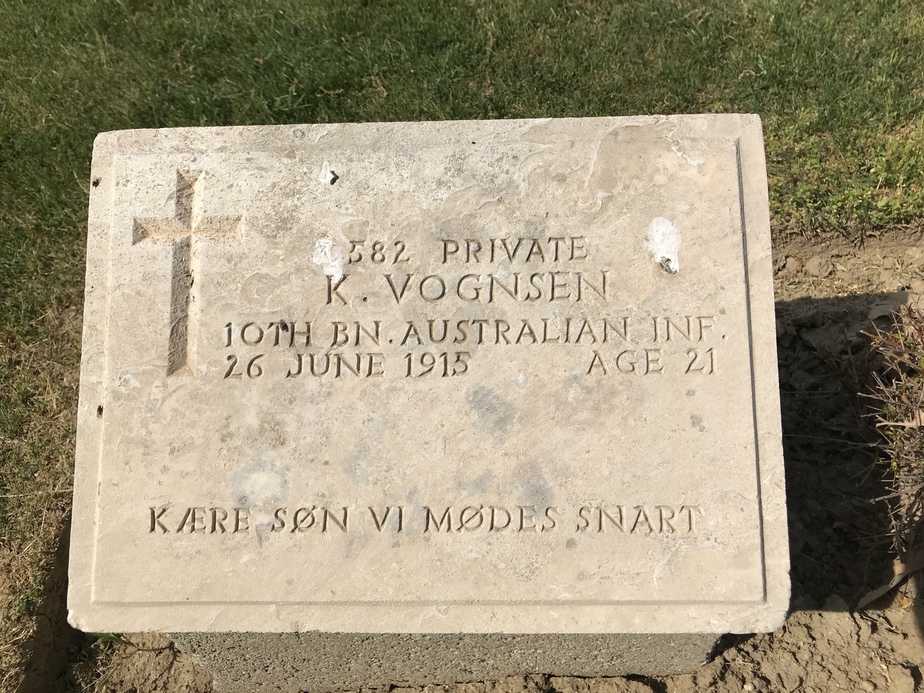 582 PRIVATE
K. VOGNSEN
10TH BN. AUSTRALIAN INF.
26 JUNE 1915 AGE 21
KÆRE SØN VI MØDES SNART